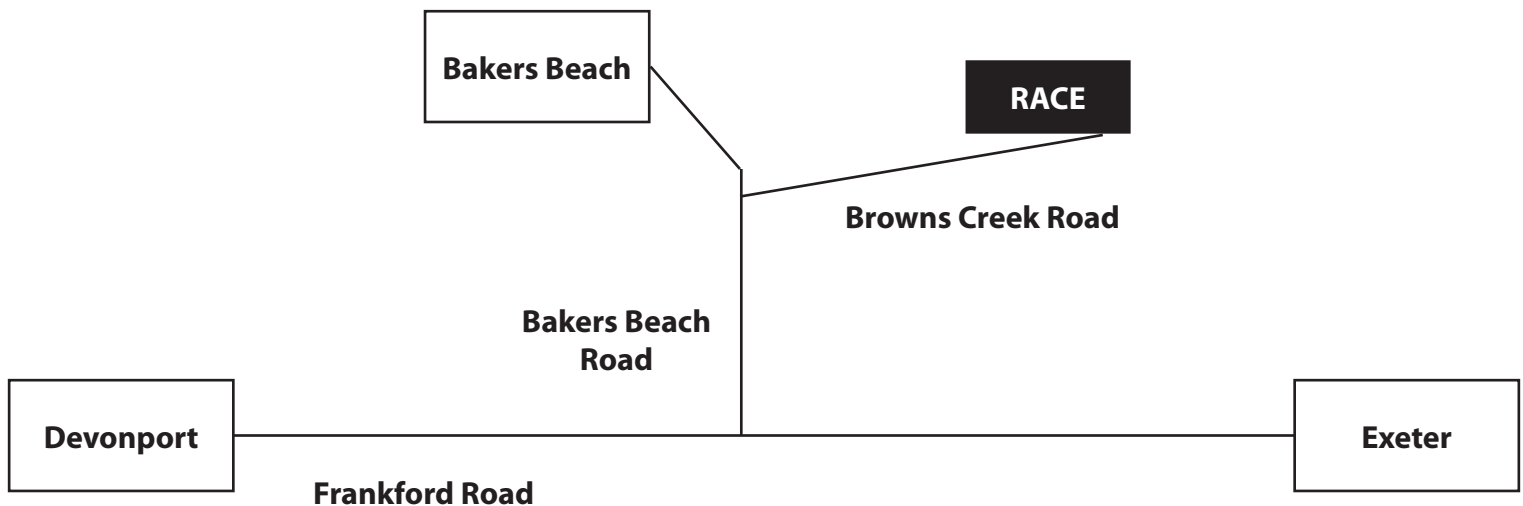 Bakers Beach
RACE
Browns Creek Road
Bakers Beach
Road
Devonport
Exeter
Frankford Road